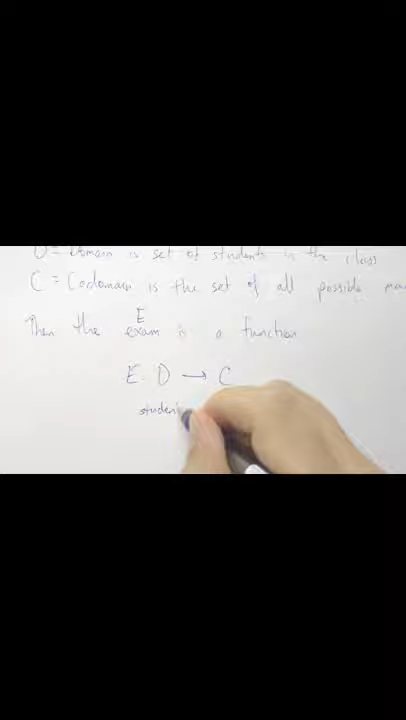 D = Domain is set of students in the class
C = Codomain is the set of all possible
E
Then the exam is a function
E D → C
student